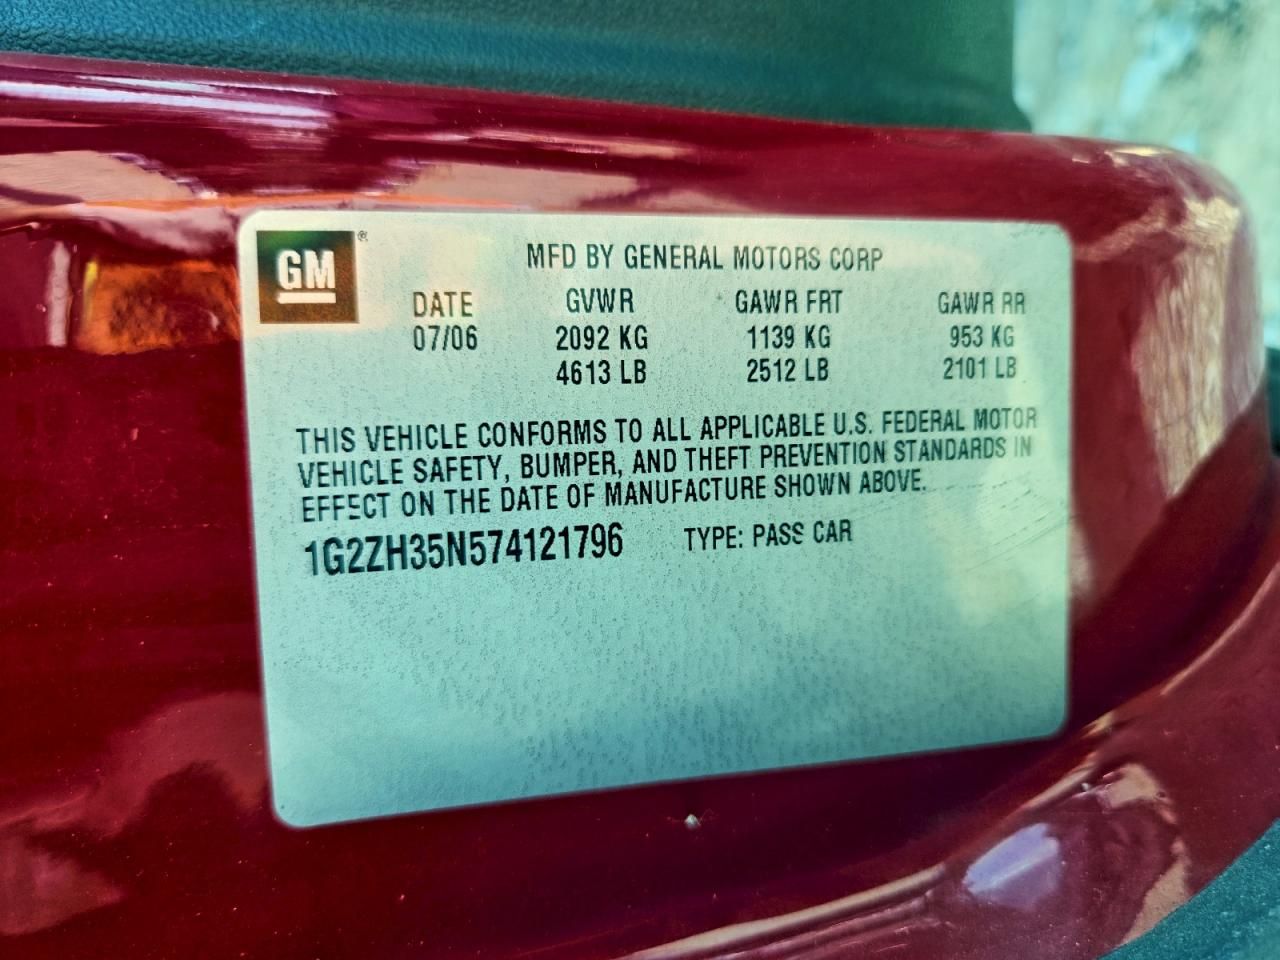 GM®
MFD BY GENERAL MOTORS CORP
DATE GVWR GAWR FRT GAWR RR
07/06 2092 KG 1139 KG 953 KG
4613 LB 2512 LB 2101 LB
THIS VEHICLE CONFORMS TO ALL APPLICABLE U.S. FEDERAL MOTOR
VEHICLE SAFETY, BUMPER, AND THEFT PREVENTION STANDARDS IN
EFFECT ON THE DATE OF MANUFACTURE SHOWN ABOVE.
1G2ZH35N574121796 TYPE: PASS CAR